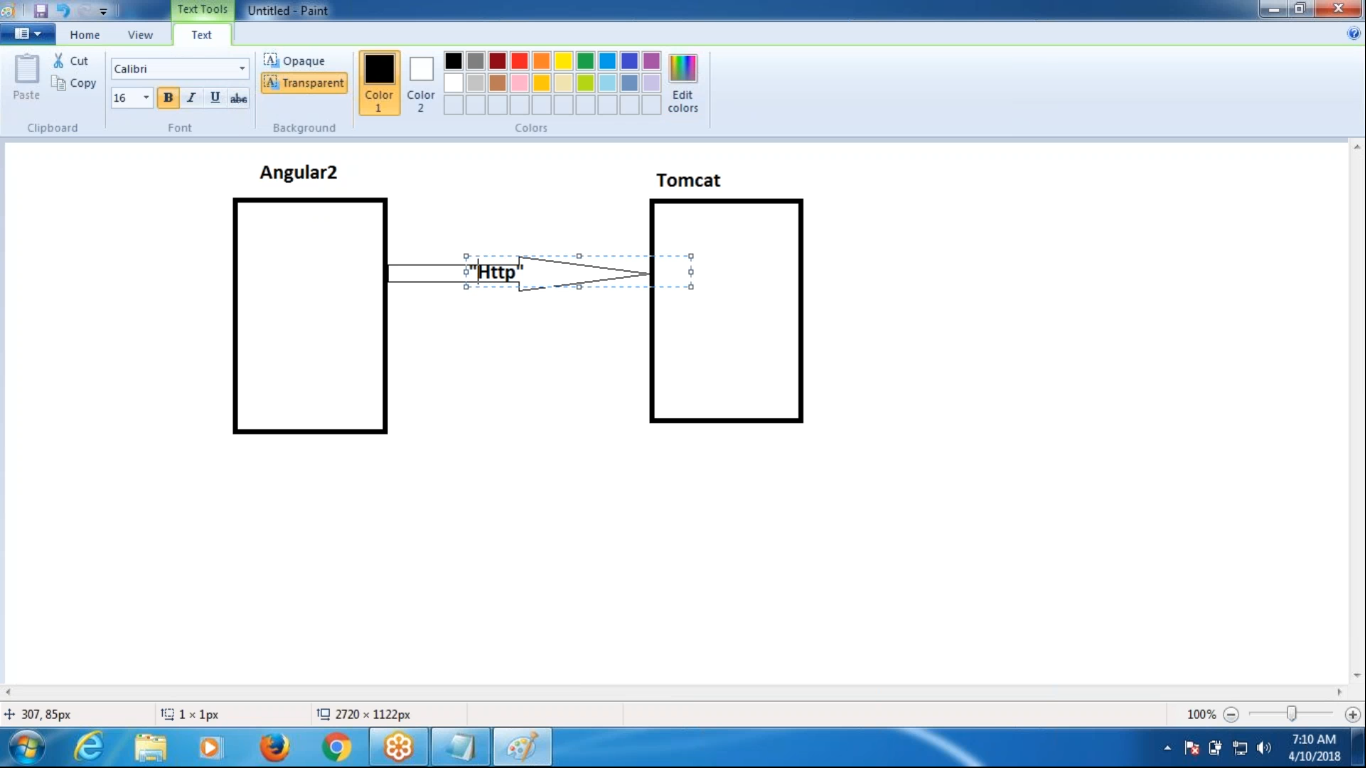 Text Tools
Untitled - Paint
Home
View
Text
Paste
Cut
Copy
Clipboard
Calibri
16
B
I
U
abc
Font
A
Opaque
A
Transparent
Background
Color
1
Color
2
Colors
Edit
colors
Angular2
Tomcat
"Http"
307, 85px
1 × 1px
2720 × 1122px
100%
7:10 AM
4/10/2018